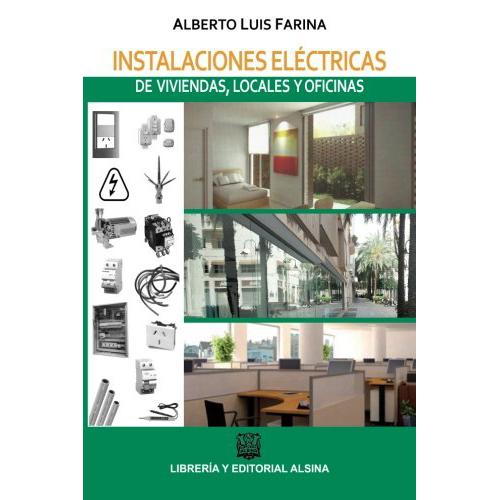 ALBERTO LUIS FARINA
INSTALACIONES ELÉCTRICAS
DE VIVIENDAS, LOCALES Y OFICINAS
LIBRERÍA Y EDITORIAL ALSINA